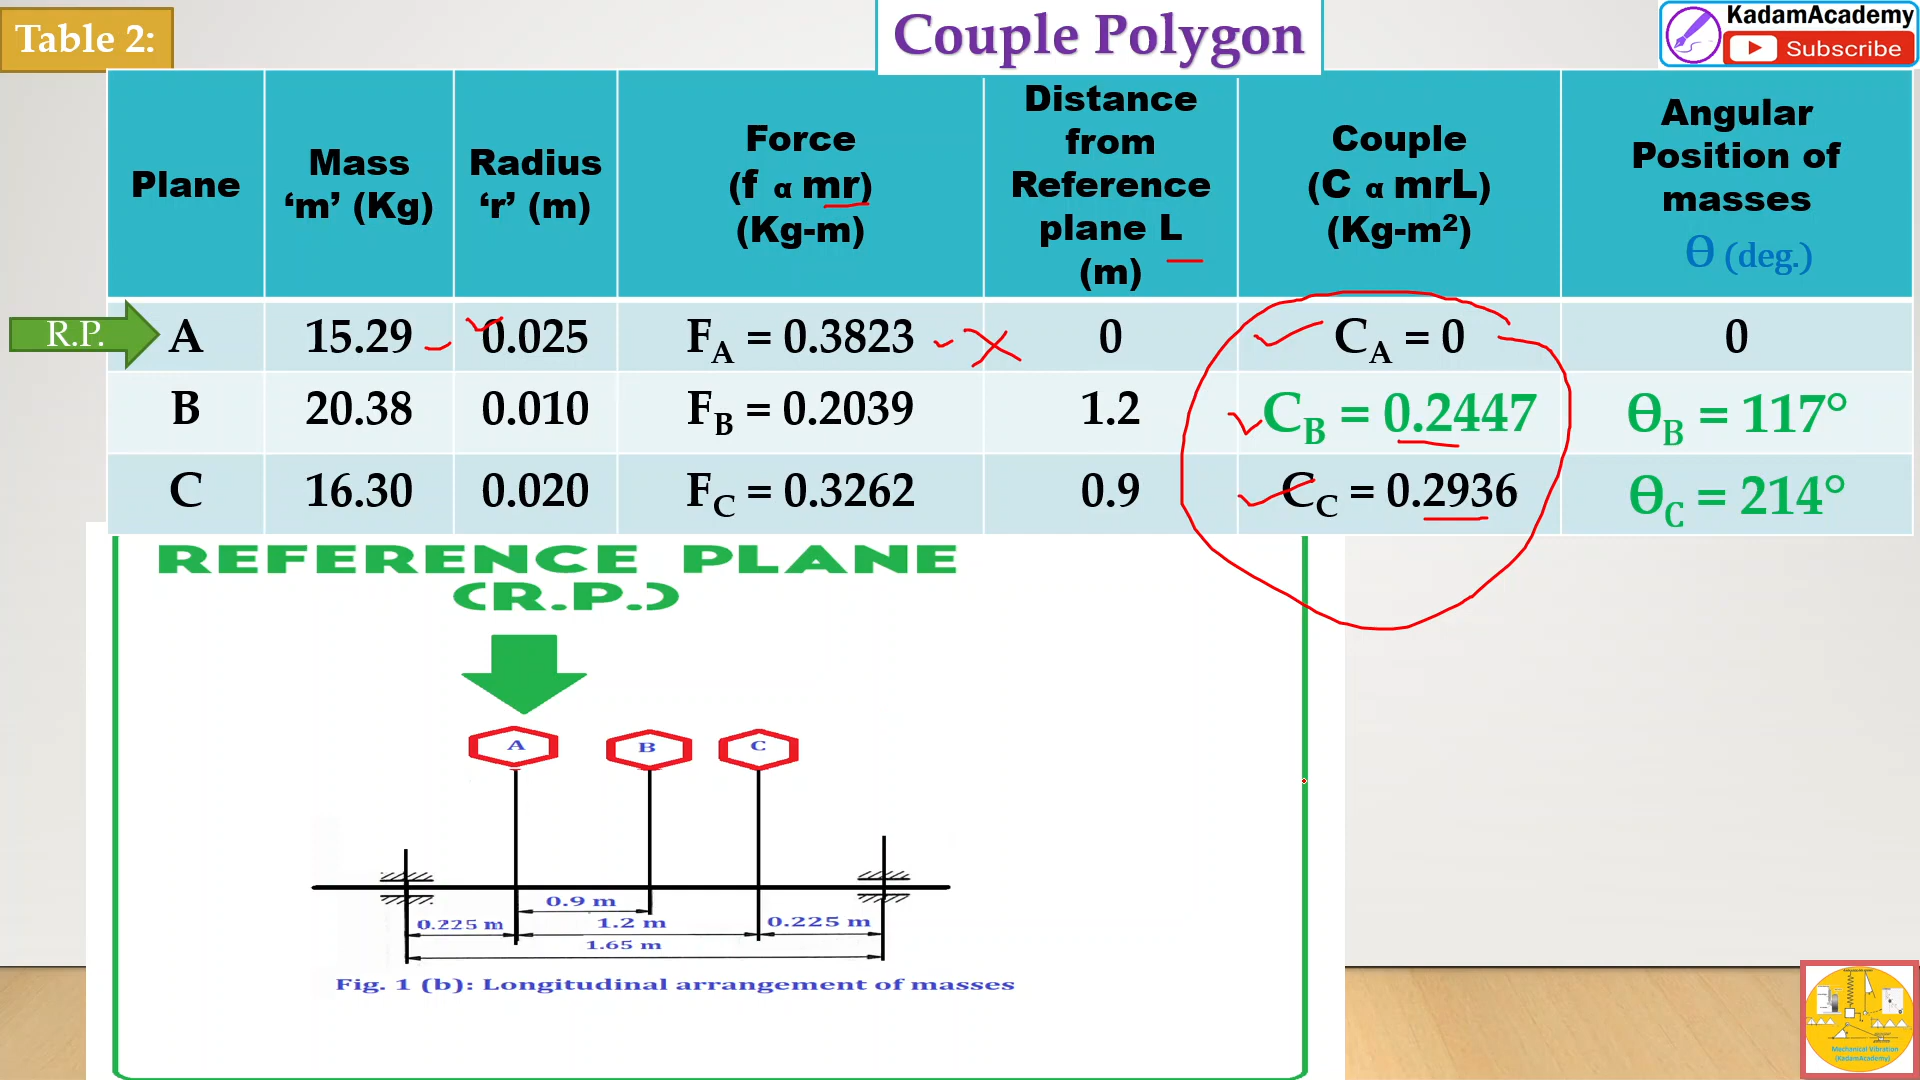 Table 2:
Couple Polygon
KadamAcademy
Subscribe
Plane
Mass
‘m’ (Kg)
Radius
‘r’ (m)
Force
(f α mr)
(Kg-m)
Distance
from
Reference
plane L
(m)
Couple
(C α mrL)
(Kg-m²)
Angular
Position of
masses
Θ (deg.)
R.P.
A 15.29 0.025 F_A = 0.3823 0 C_A = 0 0
B 20.38 0.010 F_B = 0.2039 1.2 C_B = 0.2447 Θ_B = 117°
C 16.30 0.020 F_C = 0.3262 0.9 C_C = 0.2936 Θ_C = 214°
REFERENCE PLANE
(R.P.)
A B C
0.9 m
0.225 m 1.2 m 0.225 m
1.65 m
Fig. 1 (b): Longitudinal arrangement of masses
Mechanical Vibration
(KadamAcademy)